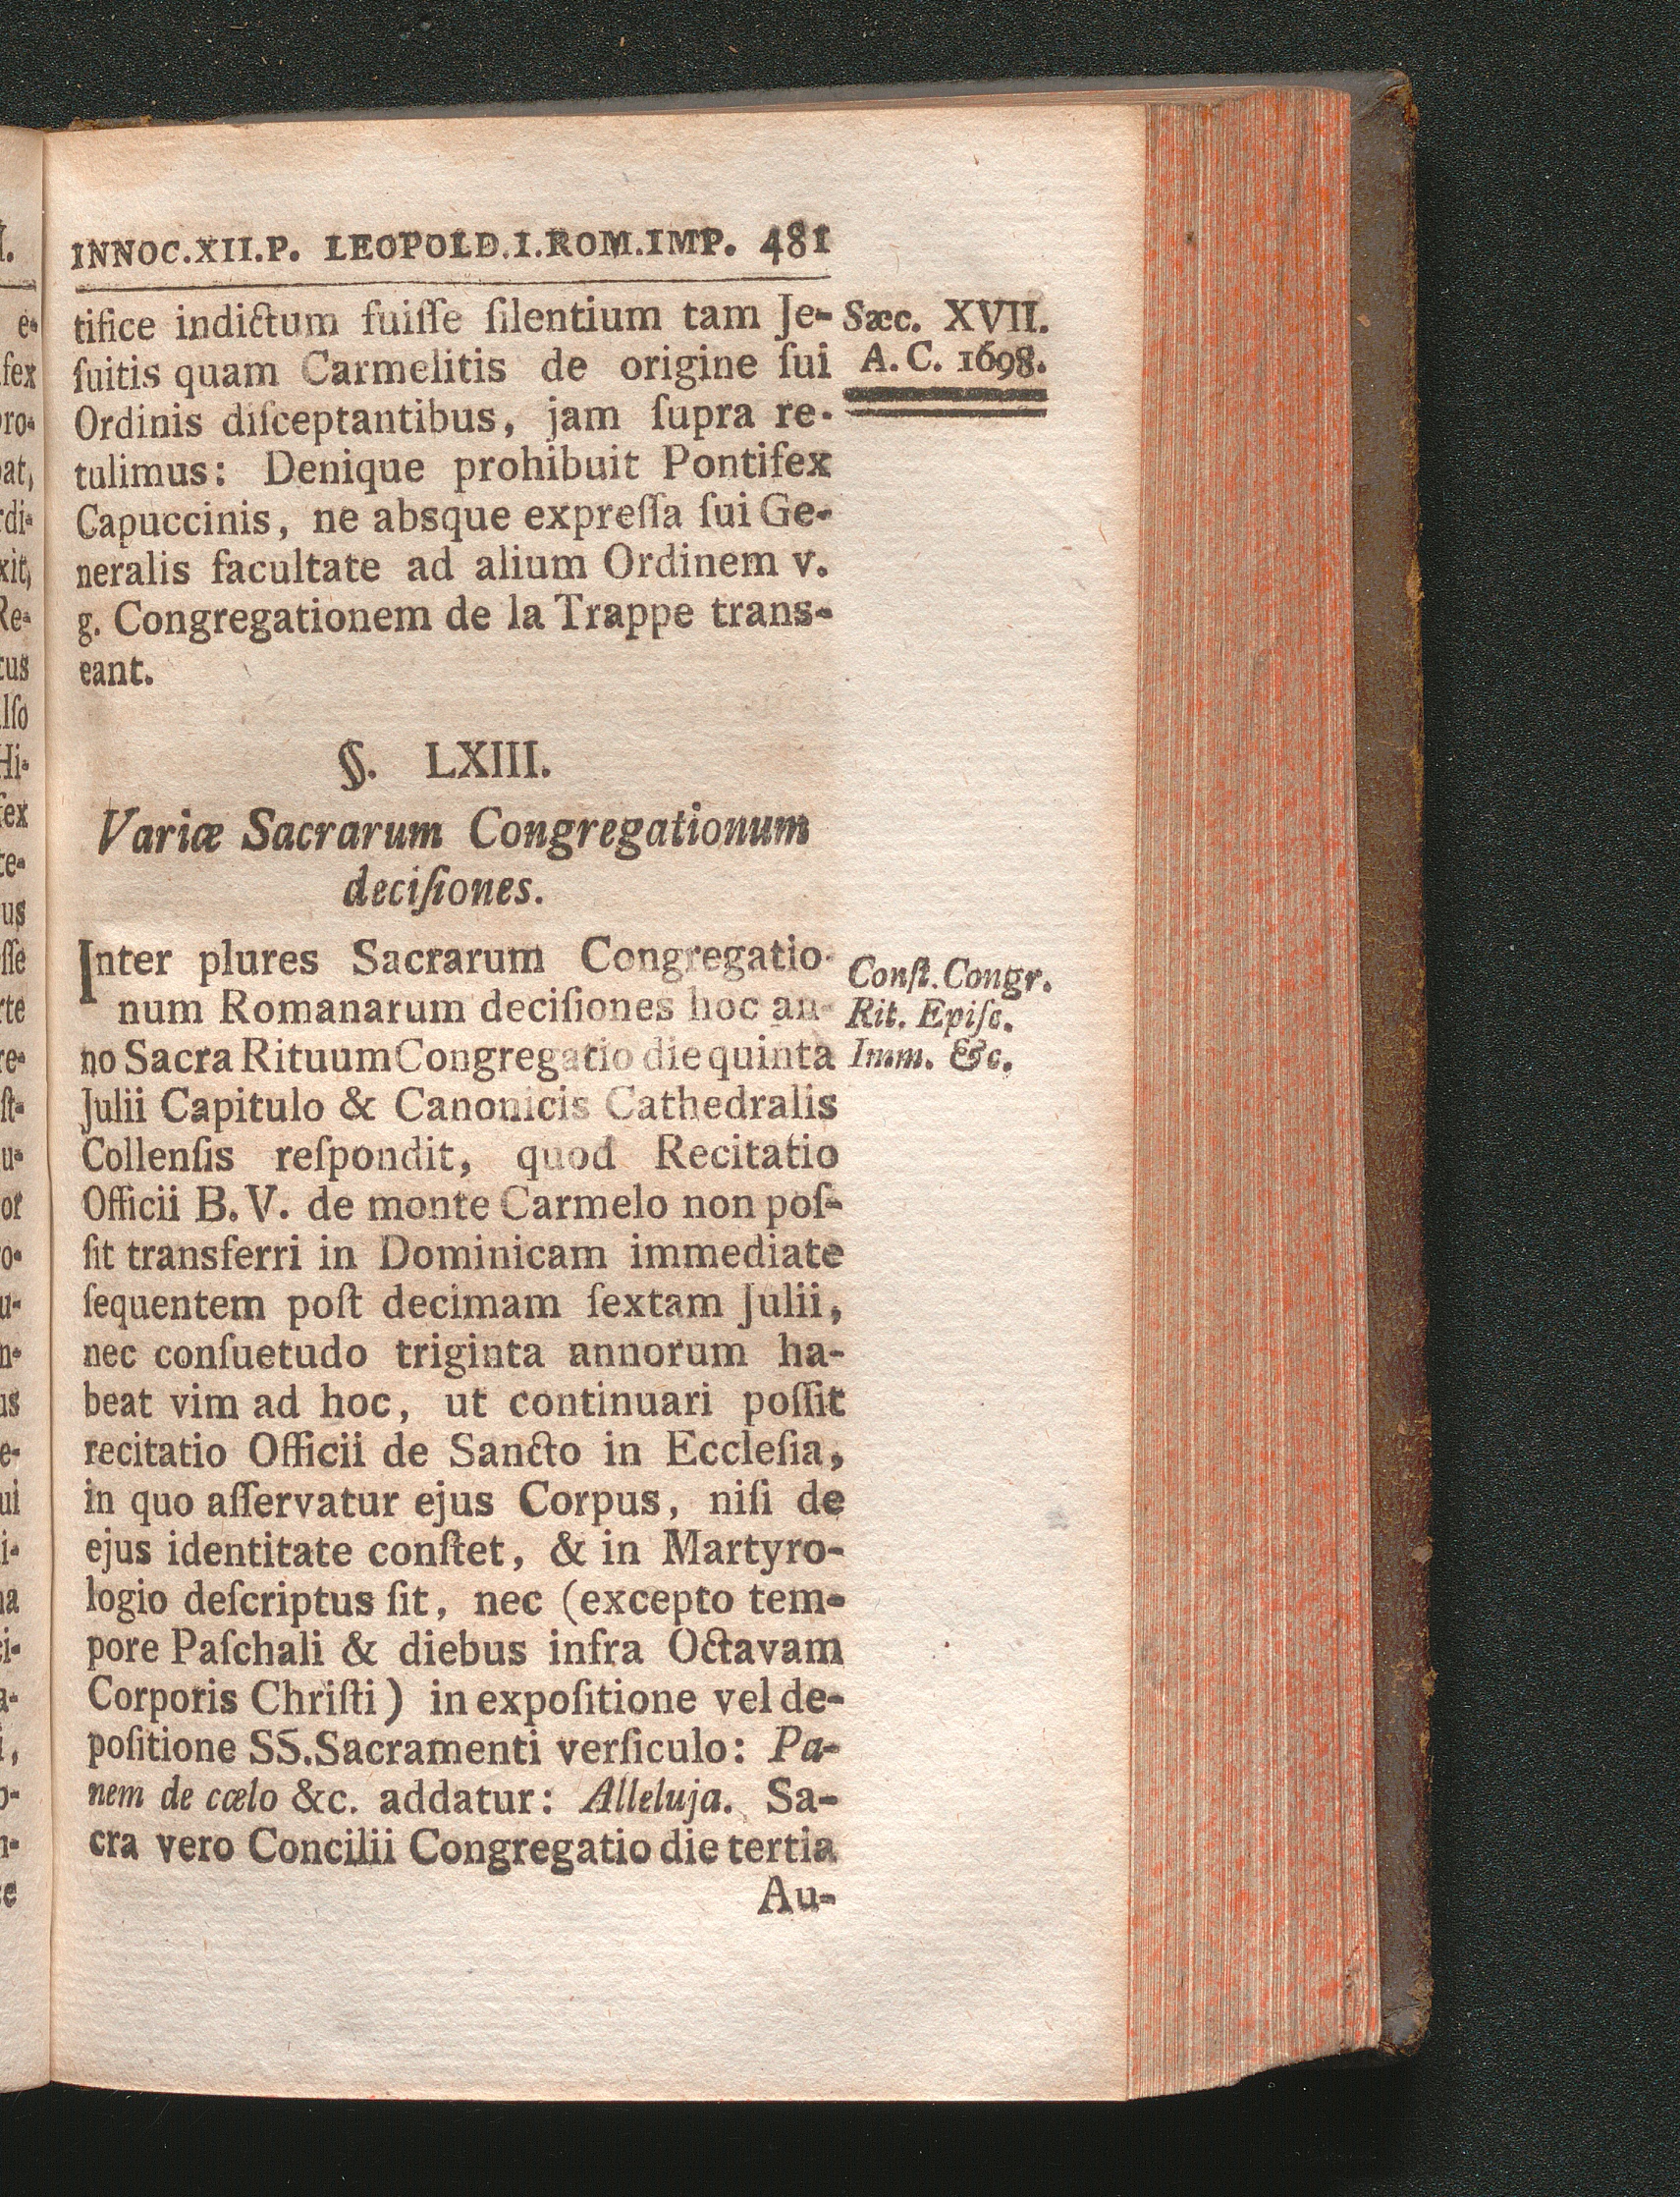 INNOC.XII.P. LEOPOLD.I.ROM.IMP. 481
tifice indictum fuiſſe ſilentium tam Je-
ſuitis quam Carmelitis de origine ſui
Ordinis diſceptantibus, jam ſupra re-
tulimus: Denique prohibuit Pontifex
Capuccinis, ne absque expreſſa ſui Ge-
neralis facultate ad alium Ordinem v.
g. Congregationem de la Trappe trans-
eant.
Sæc. XVII.
A. C. 1698.
§. LXIII.
Variæ Sacrarum Congregationum
deciſiones.
Inter plures Sacrarum Congregatio-
num Romanarum deciſiones hoc an-
no Sacra Rituum Congregatio die quinta
Julii Capitulo & Canonicis Cathedralis
Collenſis reſpondit, quod Recitatio
Officii B. V. de monte Carmelo non poſ-
ſit transferri in Dominicam immediate
ſequentem poſt decimam ſextam Julii,
nec conſuetudo triginta annorum ha-
beat vim ad hoc, ut continuari poſſit
recitatio Officii de Sancto in Eccleſia,
in quo aſſervatur ejus Corpus, niſi de
ejus identitate conſtet, & in Martyro-
logio deſcriptus ſit, nec (excepto tem-
pore Paſchali & diebus infra Octavam
Corporis Chriſti) in expoſitione vel de-
poſitione SS. Sacramenti verſiculo: Pa-
nem de cœlo &c. addatur: Alleluja. Sa-
cra vero Concilii Congregatio die tertia
Au-
Conſt. Congr.
Rit. Epiſc.
Imm. &c.